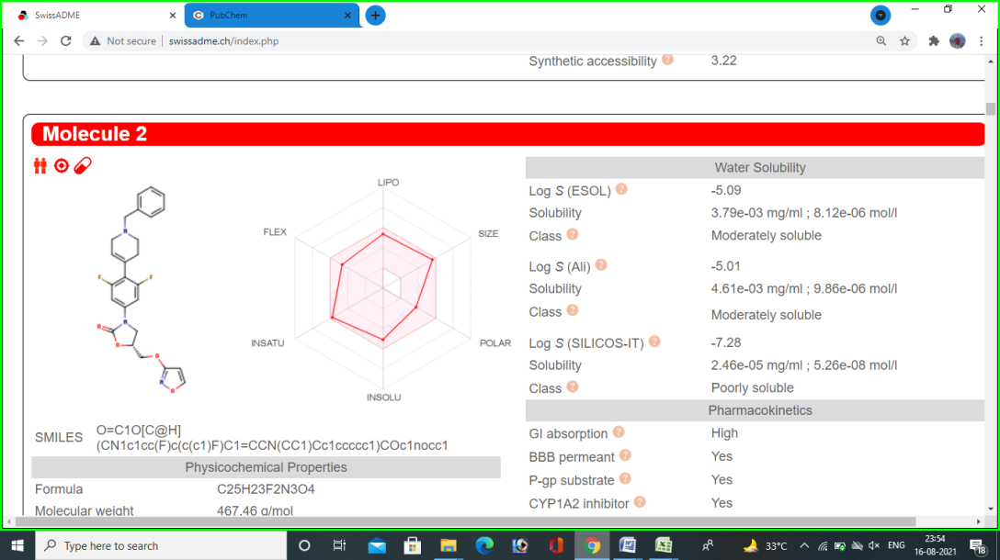 SwissADME
PubChem
Not secure
swissadme.ch/index.php
Synthetic accessibility ? 3.22
Molecule 2
LIPO
FLEX
SIZE
INSATU
POLAR
INSOLU
F F
N
N
O
O
O
N
O
SMILES O=C1O[C@H]
(CN1c1cc(F)c(c(c1)F)C1=CCN(CC1)Cc1ccccc1)COc1nocc1
Physicochemical Properties
Formula C25H23F2N3O4
Molecular weight 467.46 g/mol
Water Solubility
Log S (ESOL) ? -5.09
Solubility 3.79e-03 mg/ml ; 8.12e-06 mol/l
Class ? Moderately soluble
Log S (Ali) ? -5.01
Solubility 4.61e-03 mg/ml ; 9.86e-06 mol/l
Class ? Moderately soluble
Log S (SILICOS-IT) ? -7.28
Solubility 2.46e-05 mg/ml ; 5.26e-08 mol/l
Class ? Poorly soluble
Pharmacokinetics
GI absorption ? High
BBB permeant ? Yes
P-gp substrate ? Yes
CYP1A2 inhibitor ? Yes
Type here to search
33°C
ENG
23:54
16-08-2021
18